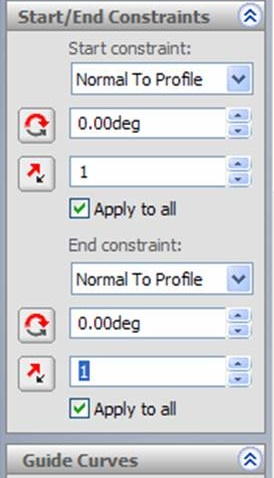 Start/End Constraints
Start constraint:
Normal To Profile
0.00deg
1
Apply to all
End constraint:
Normal To Profile
0.00deg
1
Apply to all
Guide Curves